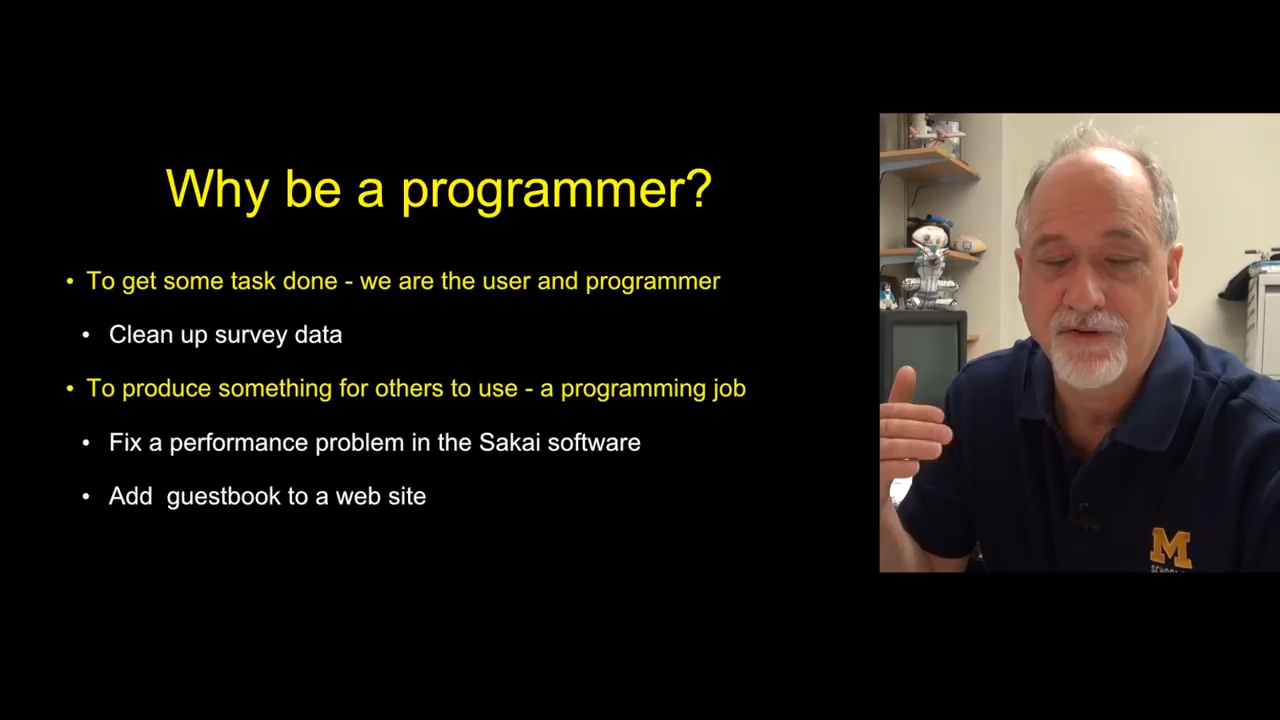 Why be a programmer?
• To get some task done - we are the user and programmer
• Clean up survey data
• To produce something for others to use - a programming job
• Fix a performance problem in the Sakai software
• Add  guestbook to a web site
M